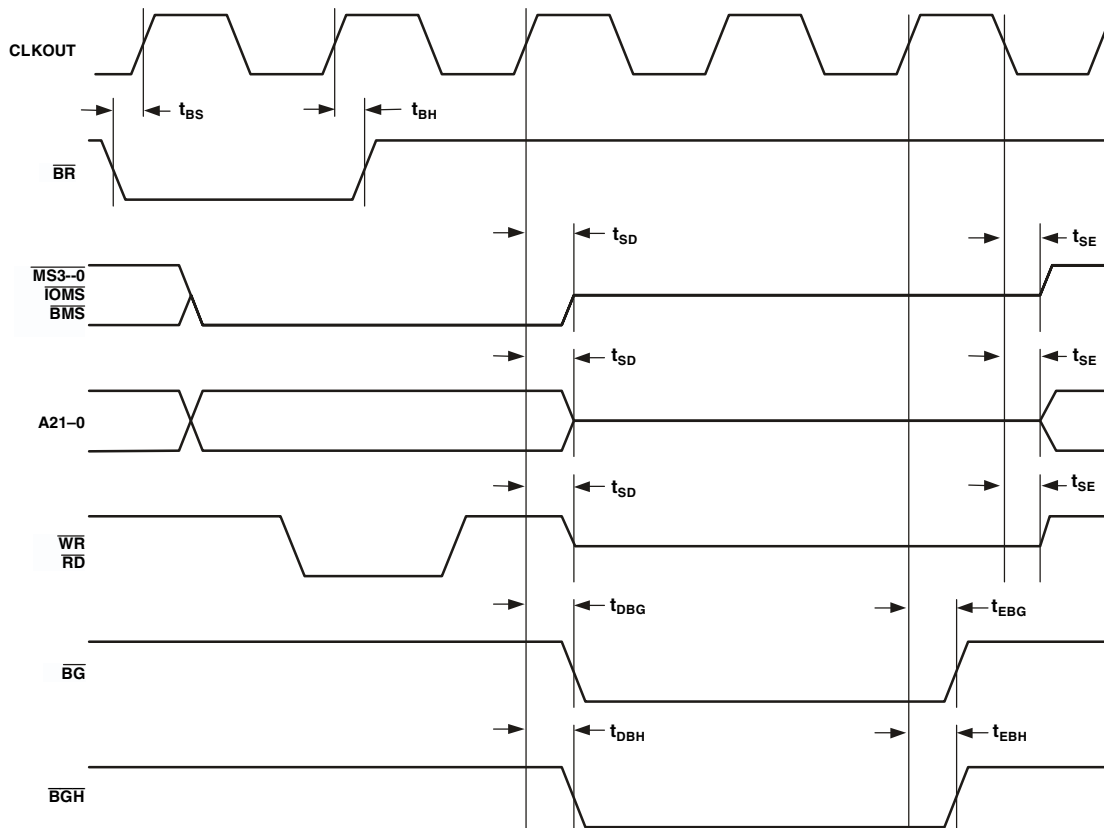 CLKOUT
tBS
tBH
BR
tSD
tSE
MS3--0
IOMS
BMS
tSD
tSE
A21–0
tSD
tSE
WR
RD
tDBG
tEBG
BG
tDBH
tEBH
BGH